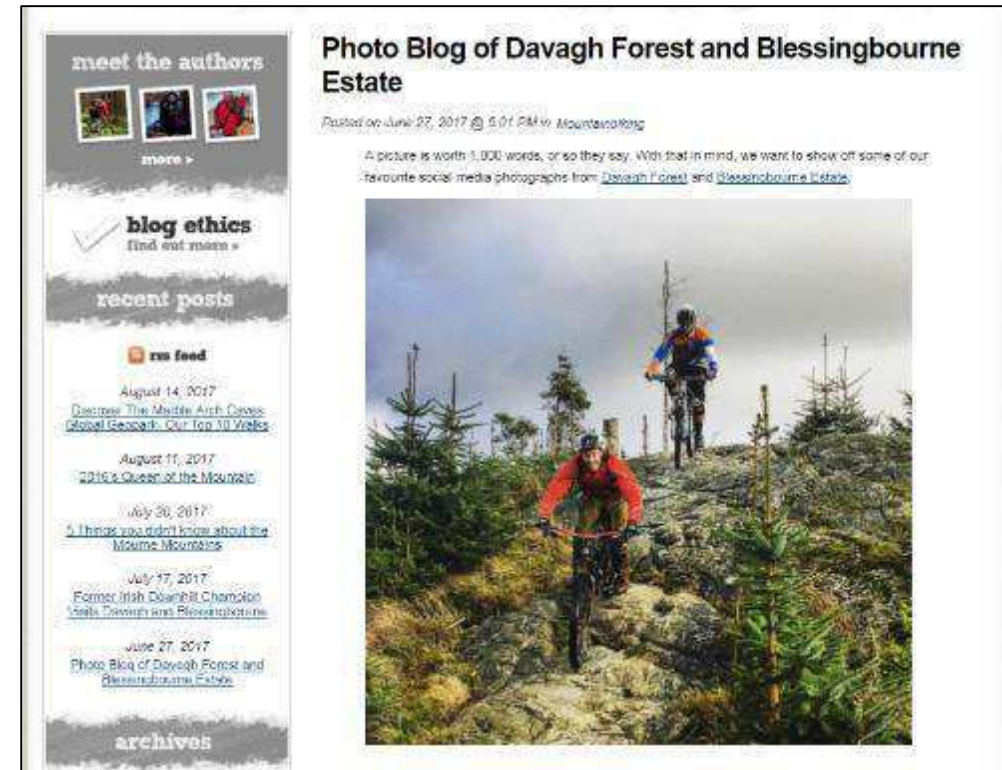 meet the authors
more >
blog ethics
find out more »
recent posts
rss feed
August 14, 2017
Discover The Marble Arch Caves
Global Geopark: Our Top 10 Walks
August 11, 2017
2016's Queen of the Mountain
July 26, 2017
5 Things you didn't know about the
Mourne Mountains
July 17, 2017
Former Irish Downhill Champion
Visits Davagh and Blessingbourne
June 27, 2017
Photo Blog of Davagh Forest and
Blessingbourne Estate
archives
Photo Blog of Davagh Forest and Blessingbourne
Estate
Posted on June 27, 2017 @ 5:01 PM in Mountainbiking
A picture is worth 1,000 words, or so they say. With that in mind, we want to show off some of our
favourite social media photographs from Davagh Forest and Blessingbourne Estate.